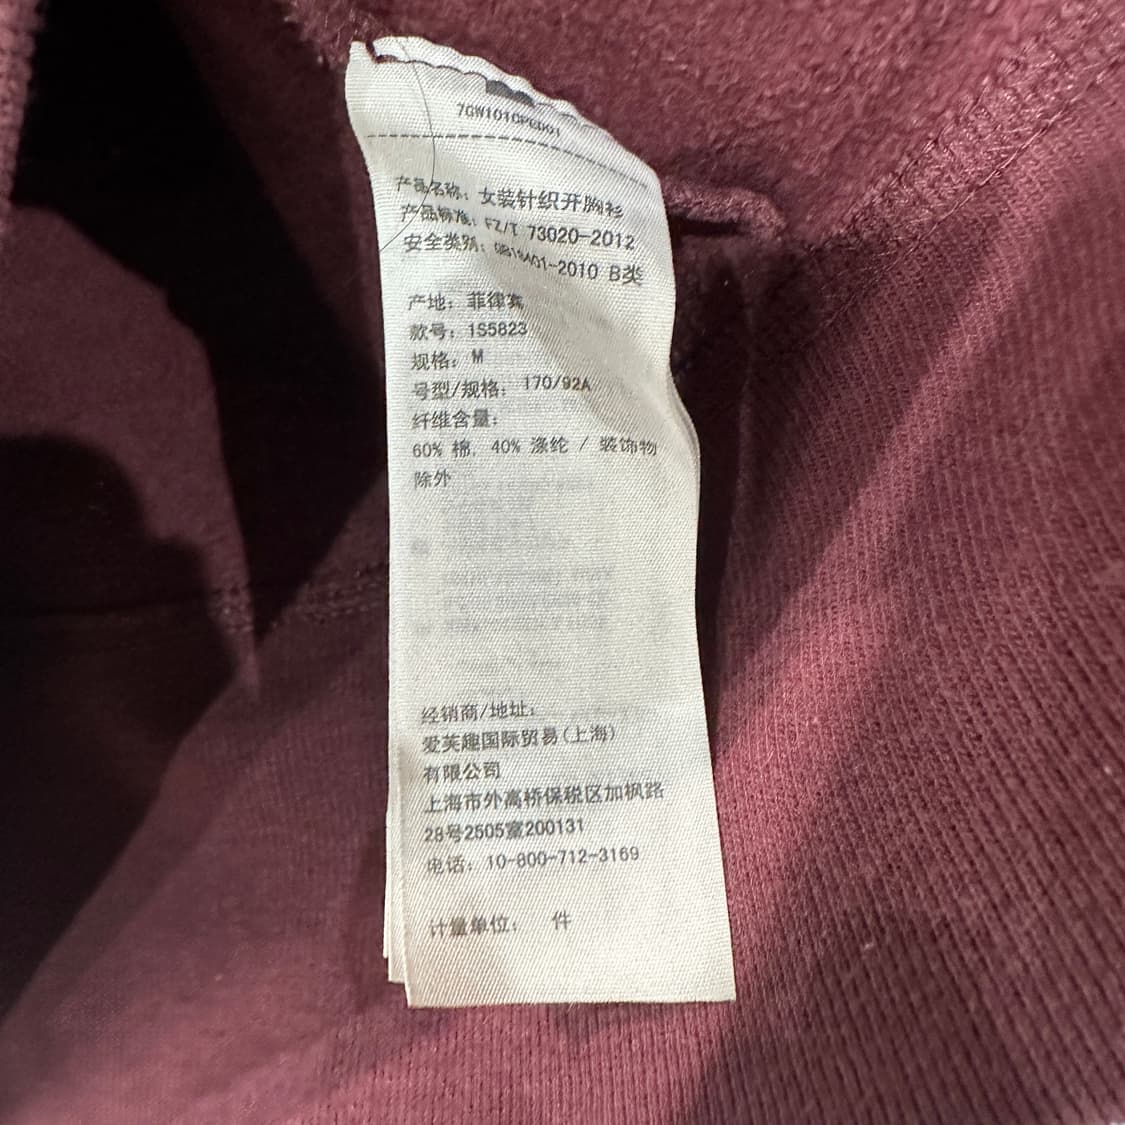 产品名称: 女装针织开胸衫
产品标准: FZ/T 73020-2012
安全类别: GB18401-2010 B类
产地: 菲律宾
款号: 1S5823
规格: M
号型/规格: 170/92A
纤维含量:
60% 棉, 40% 涤纶 / 装饰物
除外
经销商/地址:
爱芙趣国际贸易(上海)
有限公司
上海市外高桥保税区加枫路
28号2505室200131
电话: 10-800-712-3169
计量单位: 件